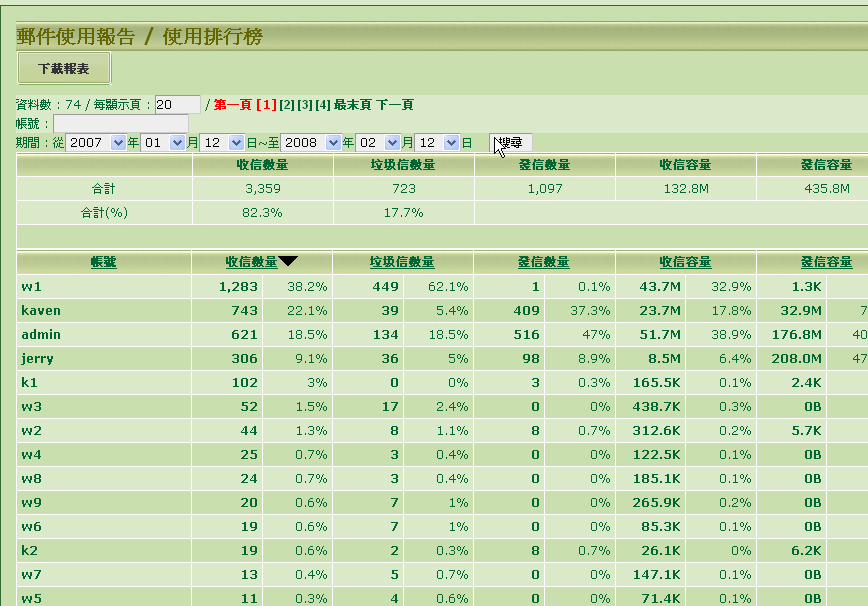 郵件使用報告 / 使用排行榜
下載報表
資料數：74 / 每顯示頁：20 / 第一頁 [1] [2] [3] [4] 最末頁 下一頁
帳號：
期間：從 2007 年 01 月 12 日~至 2008 年 02 月 12 日 搜尋
收信數量 垃圾信數量 發信數量 收信容量 發信容量
合計 3,359 723 1,097 132.8M 435.8M
合計(%) 82.3% 17.7%
帳號 收信數量 垃圾信數量 發信數量 收信容量 發信容量
w1 1,283 38.2% 449 62.1% 1 0.1% 43.7M 32.9% 1.3K
kaven 743 22.1% 39 5.4% 409 37.3% 23.7M 17.8% 32.9M 7
admin 621 18.5% 134 18.5% 516 47% 51.7M 38.9% 176.8M 40
jerry 306 9.1% 36 5% 98 8.9% 8.5M 6.4% 208.0M 47
k1 102 3% 0 0% 3 0.3% 165.5K 0.1% 2.4K
w3 52 1.5% 17 2.4% 0 0% 438.7K 0.3% 0B
w2 44 1.3% 8 1.1% 8 0.7% 312.6K 0.2% 5.7K
w4 25 0.7% 3 0.4% 0 0% 122.5K 0.1% 0B
w8 24 0.7% 3 0.4% 0 0% 185.1K 0.1% 0B
w9 20 0.6% 7 1% 0 0% 265.9K 0.2% 0B
w6 19 0.6% 7 1% 0 0% 85.3K 0.1% 0B
k2 19 0.6% 2 0.3% 8 0.7% 26.1K 0% 6.2K
w7 13 0.4% 5 0.7% 0 0% 147.1K 0.1% 0B
w5 11 0.3% 4 0.6% 0 0% 71.4K 0.1% 0B